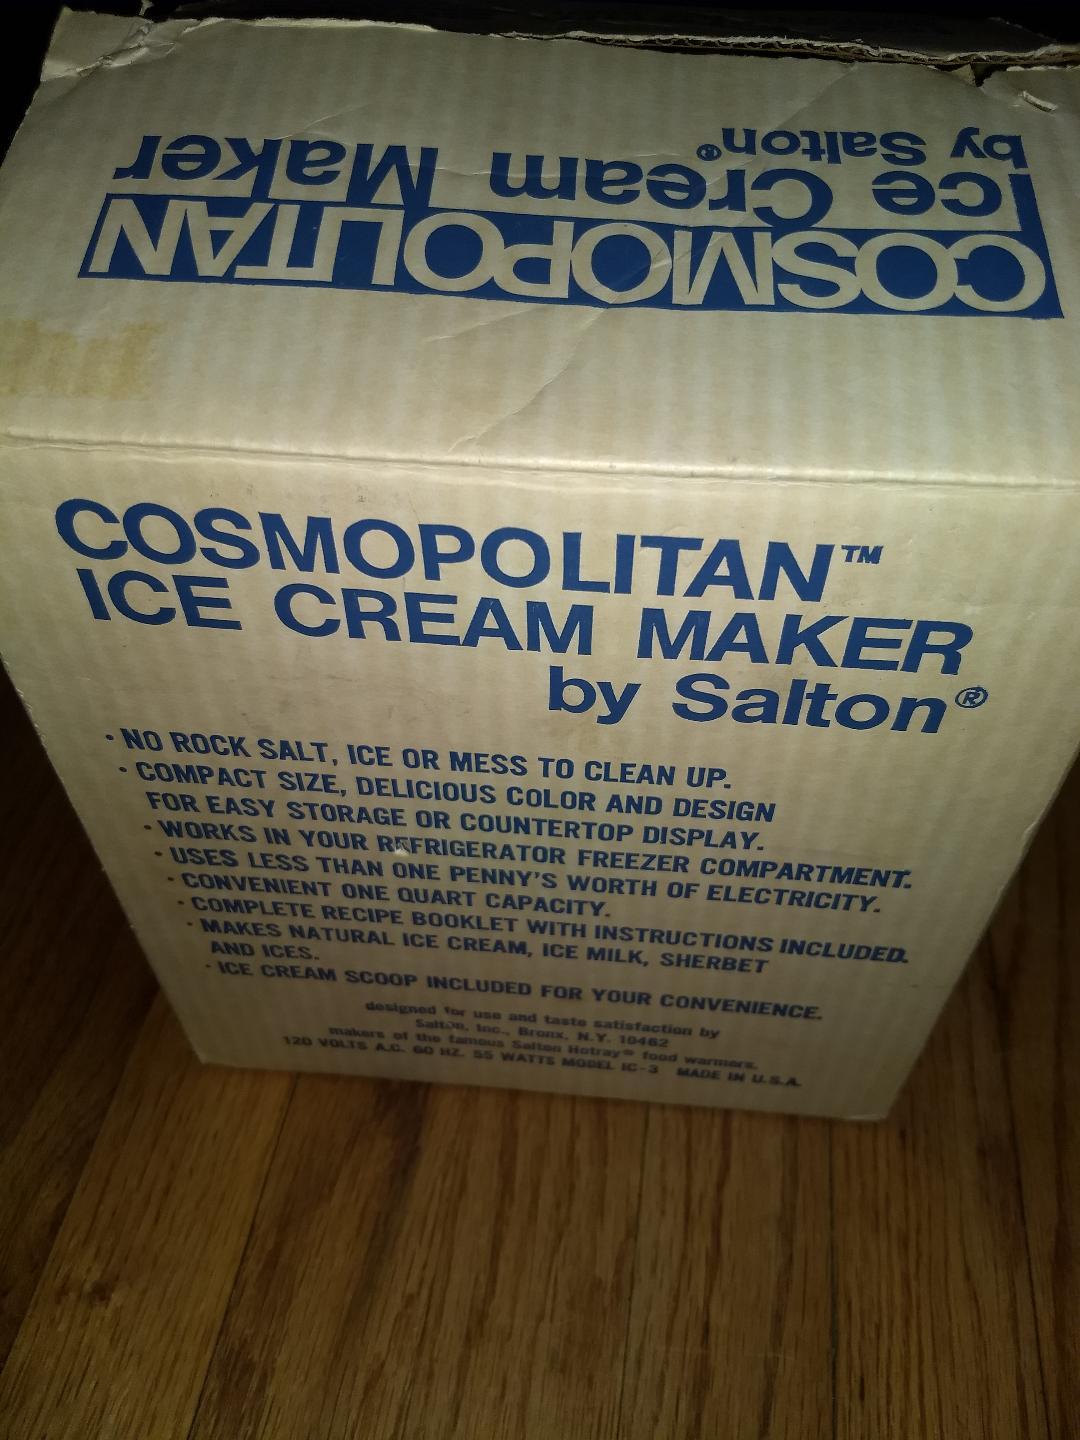 COSMOPOLITAN
Ice Cream Maker
by Salton®
COSMOPOLITAN™
ICE CREAM MAKER
by Salton®
• NO ROCK SALT, ICE OR MESS TO CLEAN UP.
• COMPACT SIZE, DELICIOUS COLOR AND DESIGN
FOR EASY STORAGE OR COUNTERTOP DISPLAY.
• WORKS IN YOUR REFRIGERATOR FREEZER COMPARTMENT.
• USES LESS THAN ONE PENNY'S WORTH OF ELECTRICITY.
• CONVENIENT ONE QUART CAPACITY.
• COMPLETE RECIPE BOOKLET WITH INSTRUCTIONS INCLUDED.
• MAKES NATURAL ICE CREAM, ICE MILK, SHERBET
AND ICES.
• ICE CREAM SCOOP INCLUDED FOR YOUR CONVENIENCE.
designed for use and taste satisfaction by
Salton, Inc., Bronx, N.Y. 10462
makers of the famous Salton Hotray® food warmers.
120 VOLTS A.C. 60 HZ. 55 WATTS MODEL IC-3 MADE IN U.S.A.